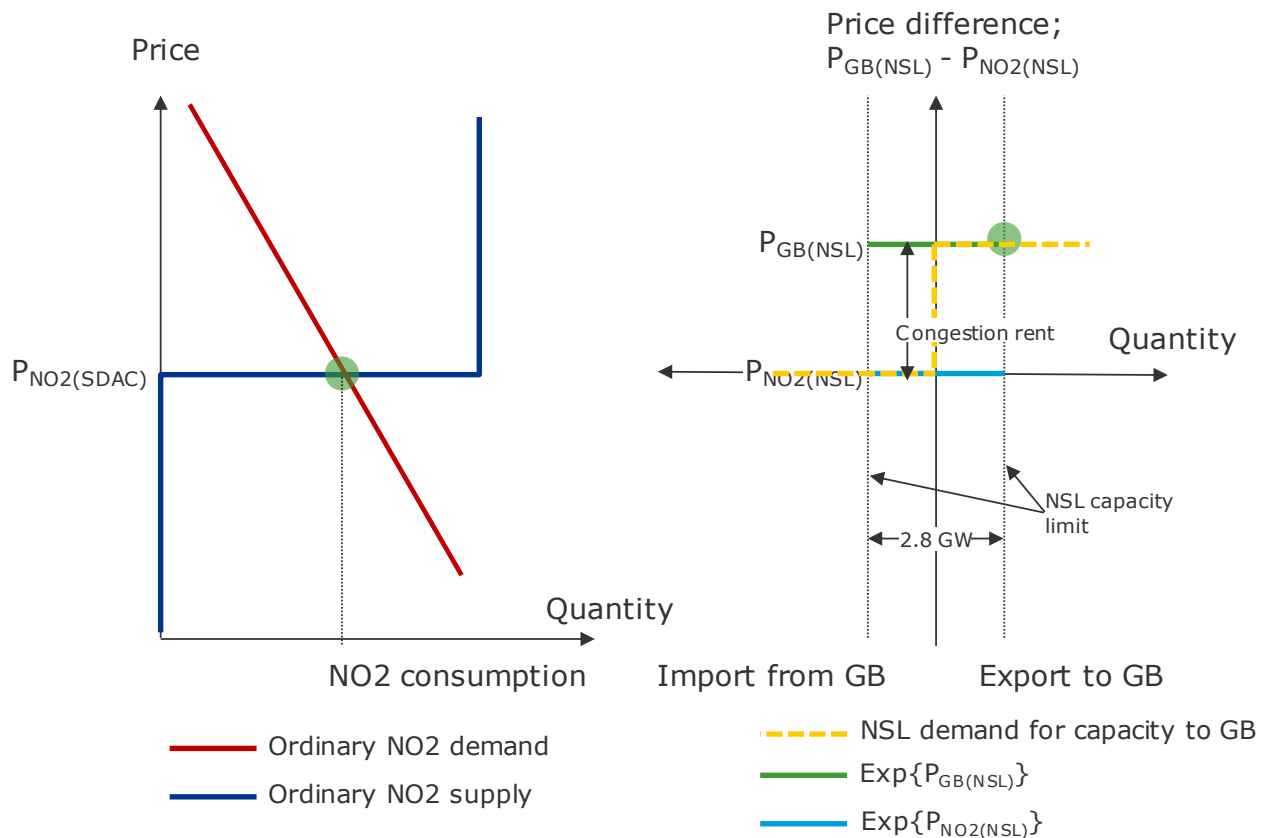 Price
P_NO2(SDAC)
Quantity
NO2 consumption
Ordinary NO2 demand
Ordinary NO2 supply
Price difference;
P_GB(NSL) - P_NO2(NSL)
P_GB(NSL)
Congestion rent
Quantity
P_NO2(NSL)
NSL capacity
limit
2.8 GW
Import from GB
Export to GB
NSL demand for capacity to GB
Exp{P_GB(NSL)}
Exp{P_NO2(NSL)}